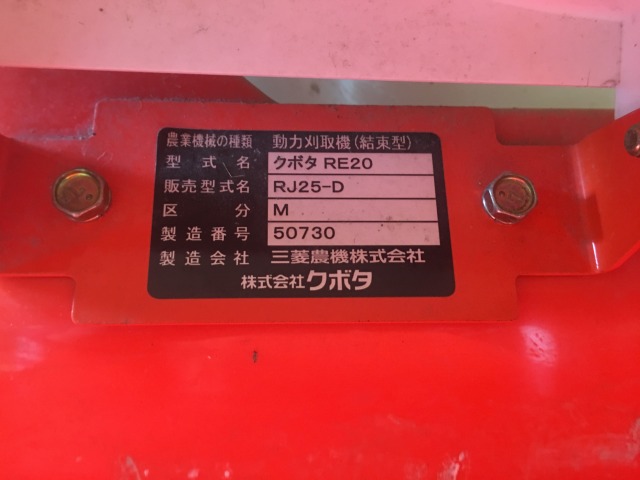 農業機械の種類 動力刈取機(結束型)
型式名 クボタ RE20
販売型式名 RJ25-D
区分 M
製造番号 50730
製造会社 三菱農機株式会社
株式会社クボタ